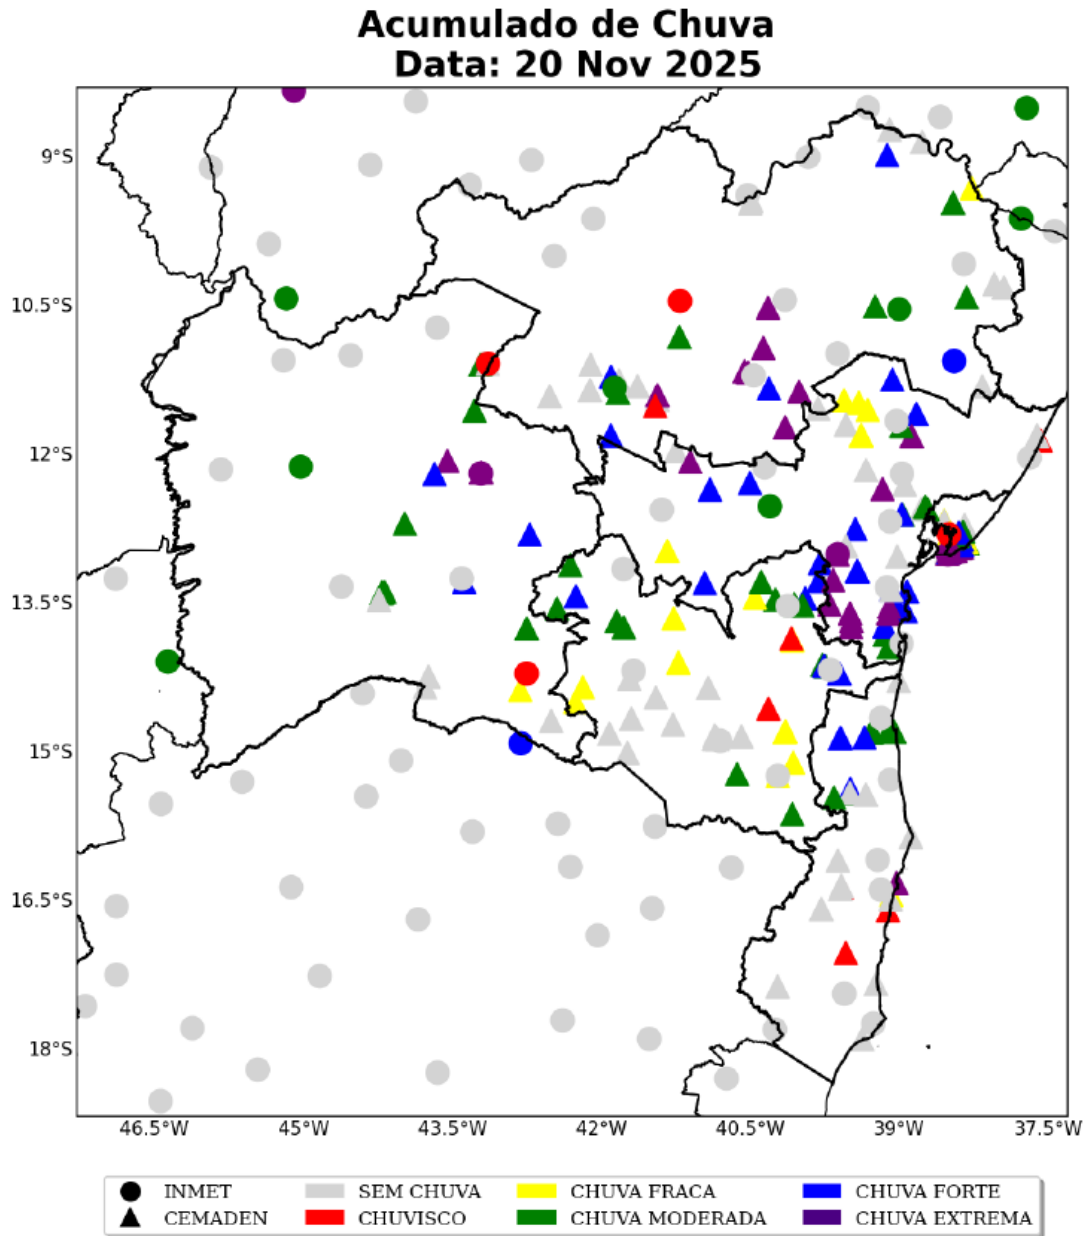 Acumulado de Chuva
Data: 20 Nov 2025
9°S
10.5°S
12°S
13.5°S
15°S
16.5°S
18°S
46.5°W 45°W 43.5°W 42°W 40.5°W 39°W 37.5°W
INMET SEM CHUVA CHUVA FRACA CHUVA FORTE
CEMADEN CHUVISCO CHUVA MODERADA CHUVA EXTREMA